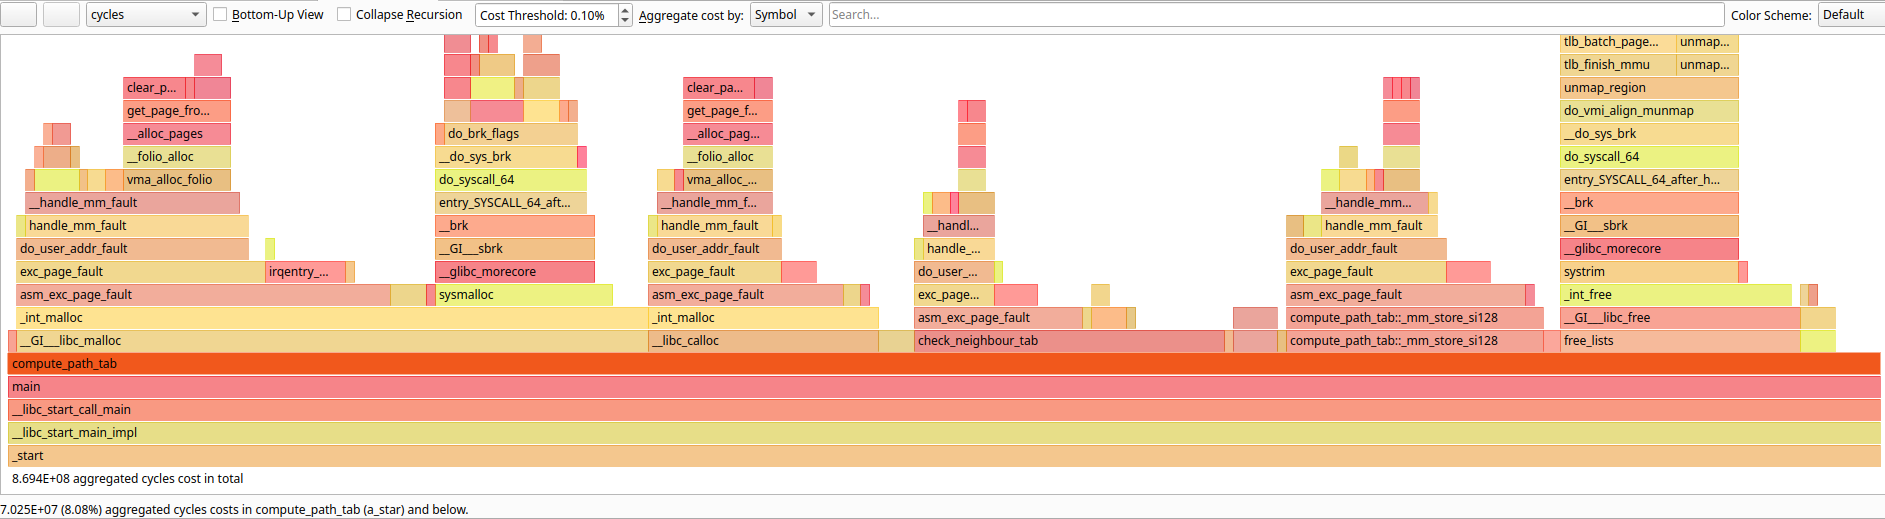 cycles Bottom-Up View Collapse Recursion Cost Threshold: 0.10% Aggregate cost by: Symbol Search... Color Scheme: Default
tlb_batch_page... unmap...
tlb_finish_mmu unmap...
clear_p... clear_pa... unmap_region
get_page_fro... get_page_f... do_vmi_align_munmap
__alloc_pages do_brk_flags __alloc_pag... __do_sys_brk
__folio_alloc __do_sys_brk __folio_alloc do_syscall_64
vma_alloc_folio do_syscall_64 vma_alloc_... entry_SYSCALL_64_after_h...
__handle_mm_fault entry_SYSCALL_64_aft... __handle_mm_f... __handle_mm... __brk
handle_mm_fault __brk handle_mm_fault __handl... handle_mm_fault __GI___sbrk
do_user_addr_fault __GI___sbrk do_user_addr_fault handle_... do_user_addr_fault __glibc_morecore
exc_page_fault irqentry_... __glibc_morecore exc_page_fault do_user_... exc_page_fault systrim
asm_exc_page_fault sysmalloc asm_exc_page_fault exc_page... asm_exc_page_fault _int_free
_int_malloc _int_malloc asm_exc_page_fault compute_path_tab::_mm_store_si128 __GI___libc_free
__GI___libc_malloc __libc_calloc check_neighbour_tab compute_path_tab::_mm_store_si128 free_lists
compute_path_tab
main
__libc_start_call_main
__libc_start_main_impl
_start
8.694E+08 aggregated cycles cost in total
7.025E+07 (8.08%) aggregated cycles costs in compute_path_tab (a_star) and below.